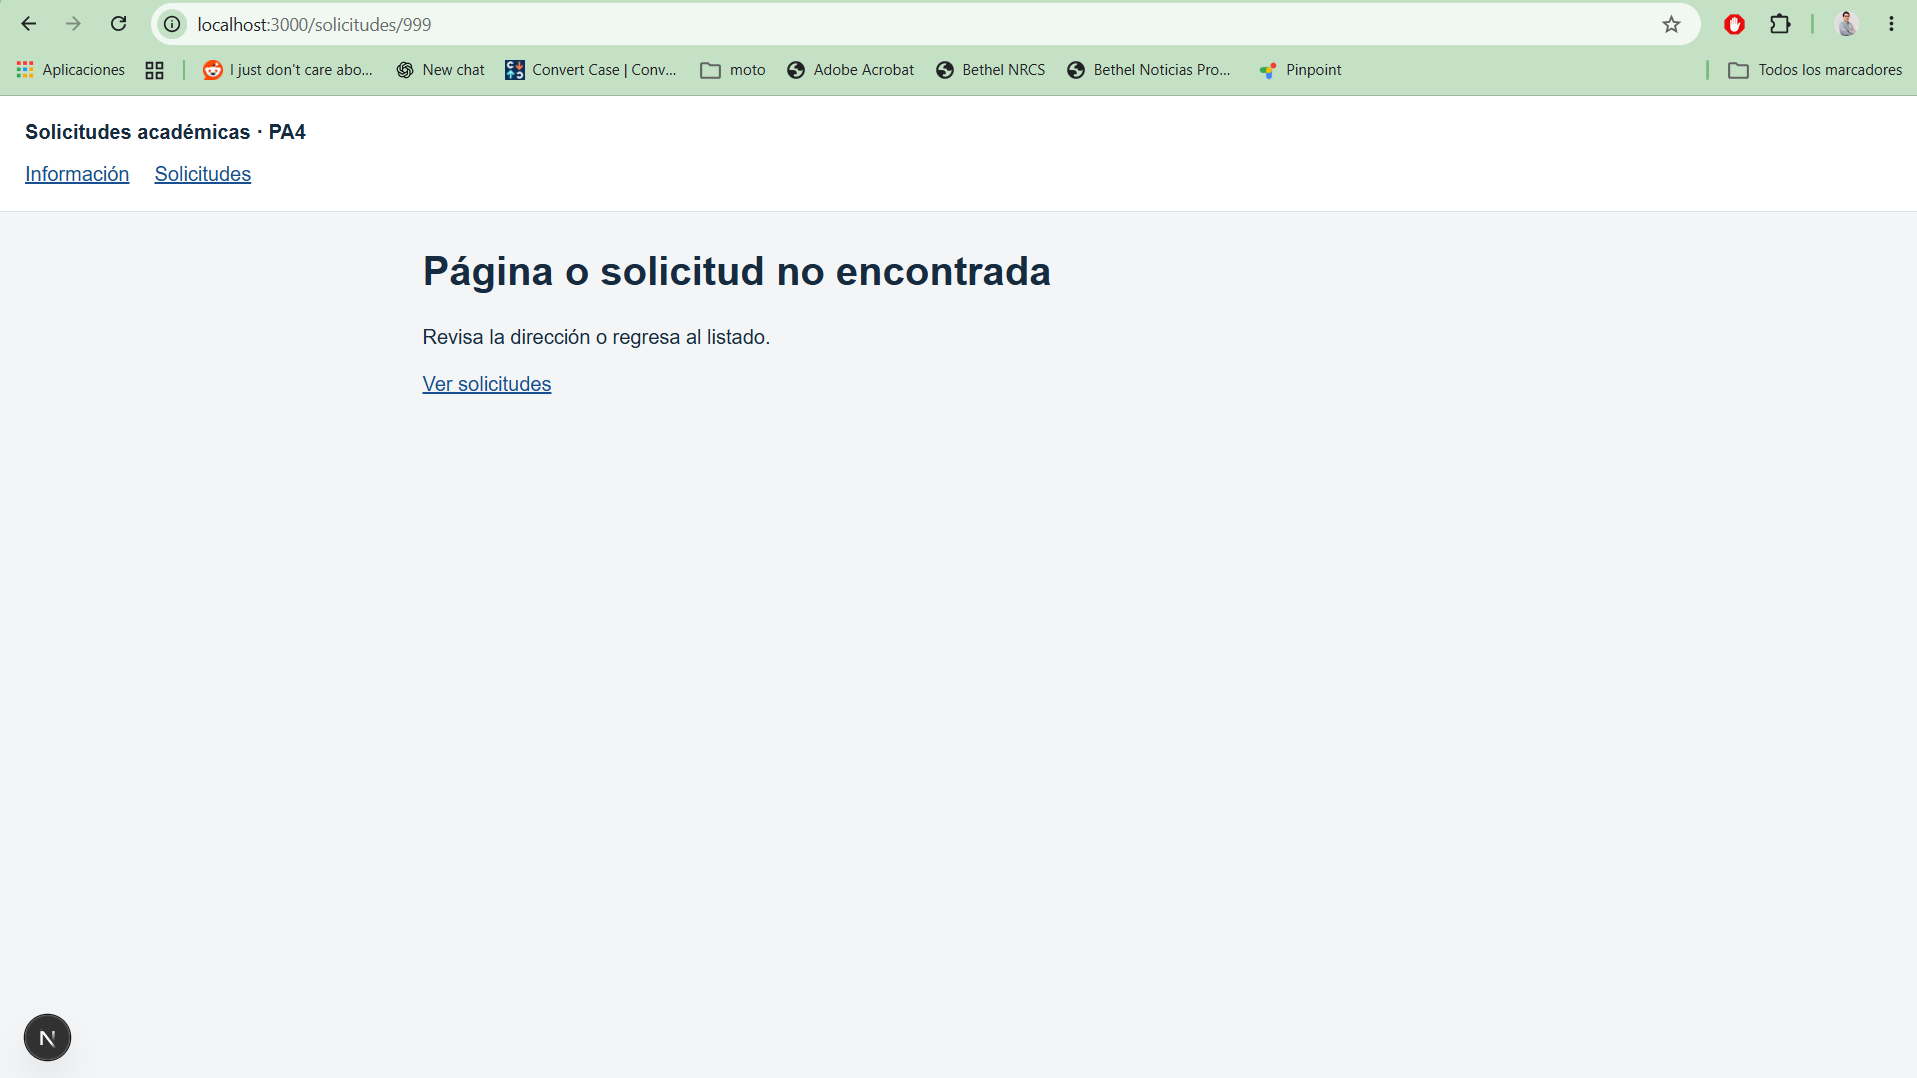 localhost:3000/solicitudes/999
Aplicaciones
I just don't care abo...
New chat
Convert Case | Conv...
moto
Adobe Acrobat
Bethel NRCS
Bethel Noticias Pro...
Pinpoint
Todos los marcadores
Solicitudes académicas · PA4
Información Solicitudes
Página o solicitud no encontrada
Revisa la dirección o regresa al listado.
Ver solicitudes
N